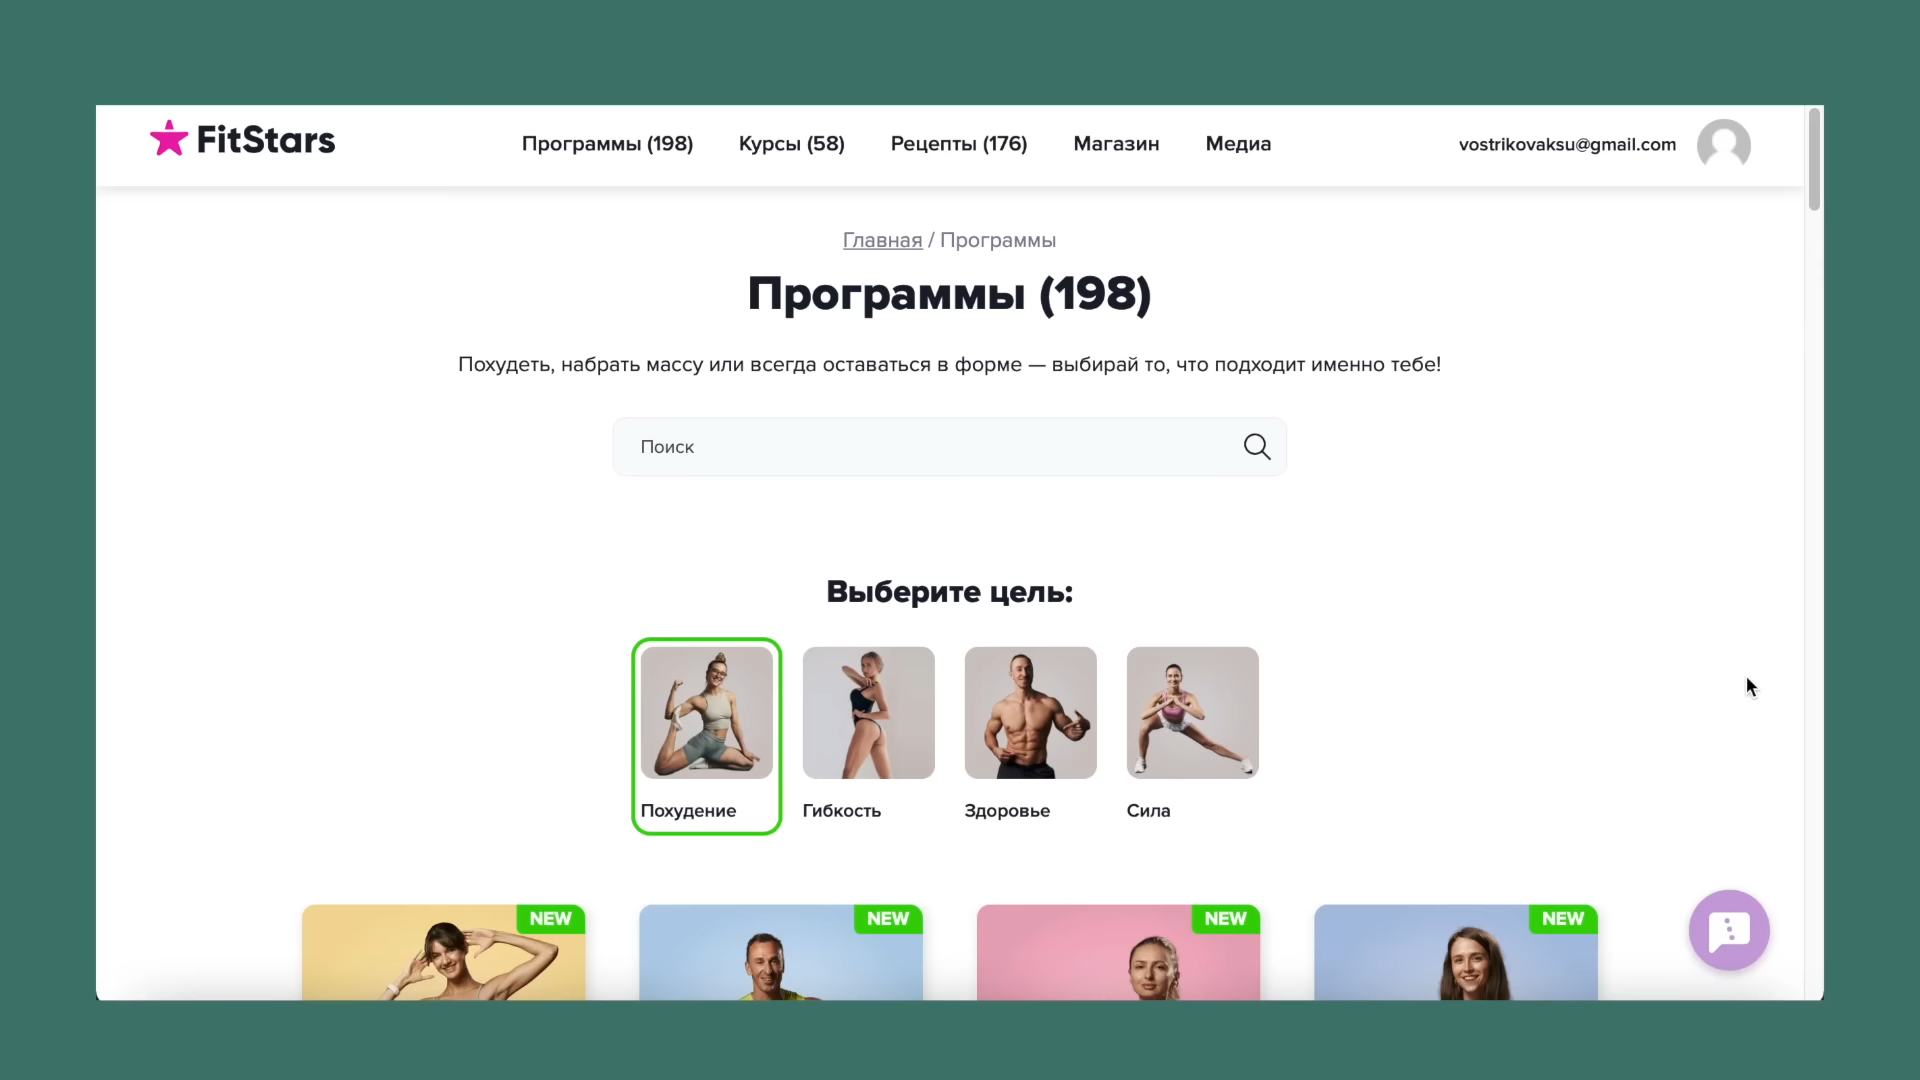 FitStars
Программы (198) Курсы (58) Рецепты (176) Магазин Медиа
vostrikovaksu@gmail.com
Главная / Программы
Программы (198)
Похудеть, набрать массу или всегда оставаться в форме — выбирай то, что подходит именно тебе!
Поиск
Выберите цель:
Похудение Гибкость Здоровье Сила
NEW NEW NEW NEW